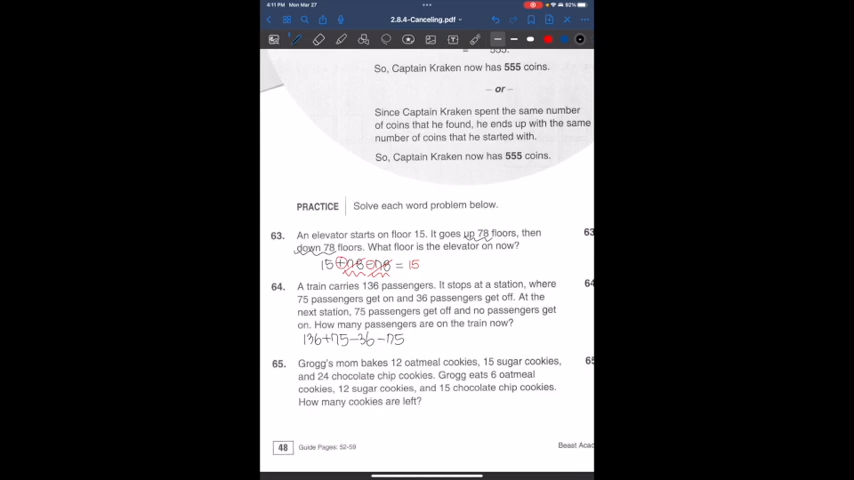 4:11 PM Mon Mar 27
92%
2.8.4-Canceling.pdf
= 555.
So, Captain Kraken now has 555 coins.
– or –
Since Captain Kraken spent the same number
of coins that he found, he ends up with the same
number of coins that he started with.
So, Captain Kraken now has 555 coins.
PRACTICE | Solve each word problem below.
63. An elevator starts on floor 15. It goes up 78 floors, then 63
down 78 floors. What floor is the elevator on now?
15+78-78 = 15
64. A train carries 136 passengers. It stops at a station, where 64
75 passengers get on and 36 passengers get off. At the
next station, 75 passengers get off and no passengers get
on. How many passengers are on the train now?
136+75-36-75
65. Grogg's mom bakes 12 oatmeal cookies, 15 sugar cookies, 65
and 24 chocolate chip cookies. Grogg eats 6 oatmeal
cookies, 12 sugar cookies, and 15 chocolate chip cookies.
How many cookies are left?
48 Guide Pages: 52-59 Beast Acad